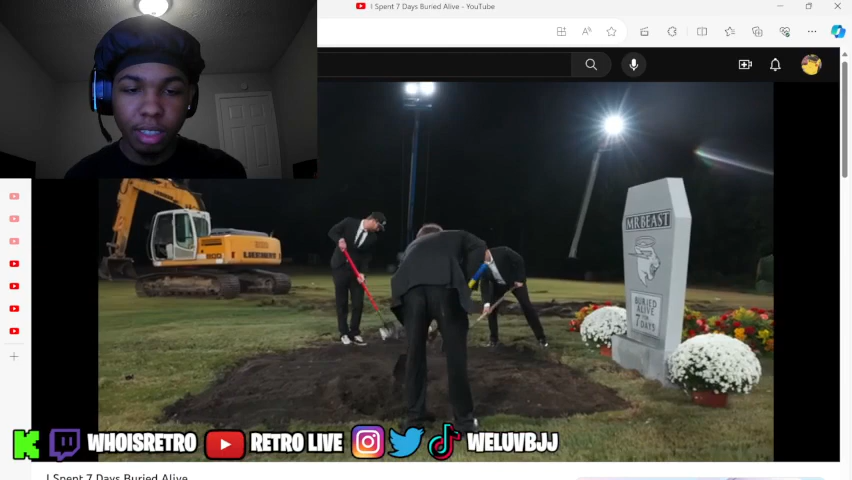 I Spent 7 Days Buried Alive - YouTube
MR.BEAST
BURIED
ALIVE FOR
7 DAYS
LIEBHERR
WHOISRETRO RETRO LIVE WELUVBJJ
I Spent 7 Days Buried Alive